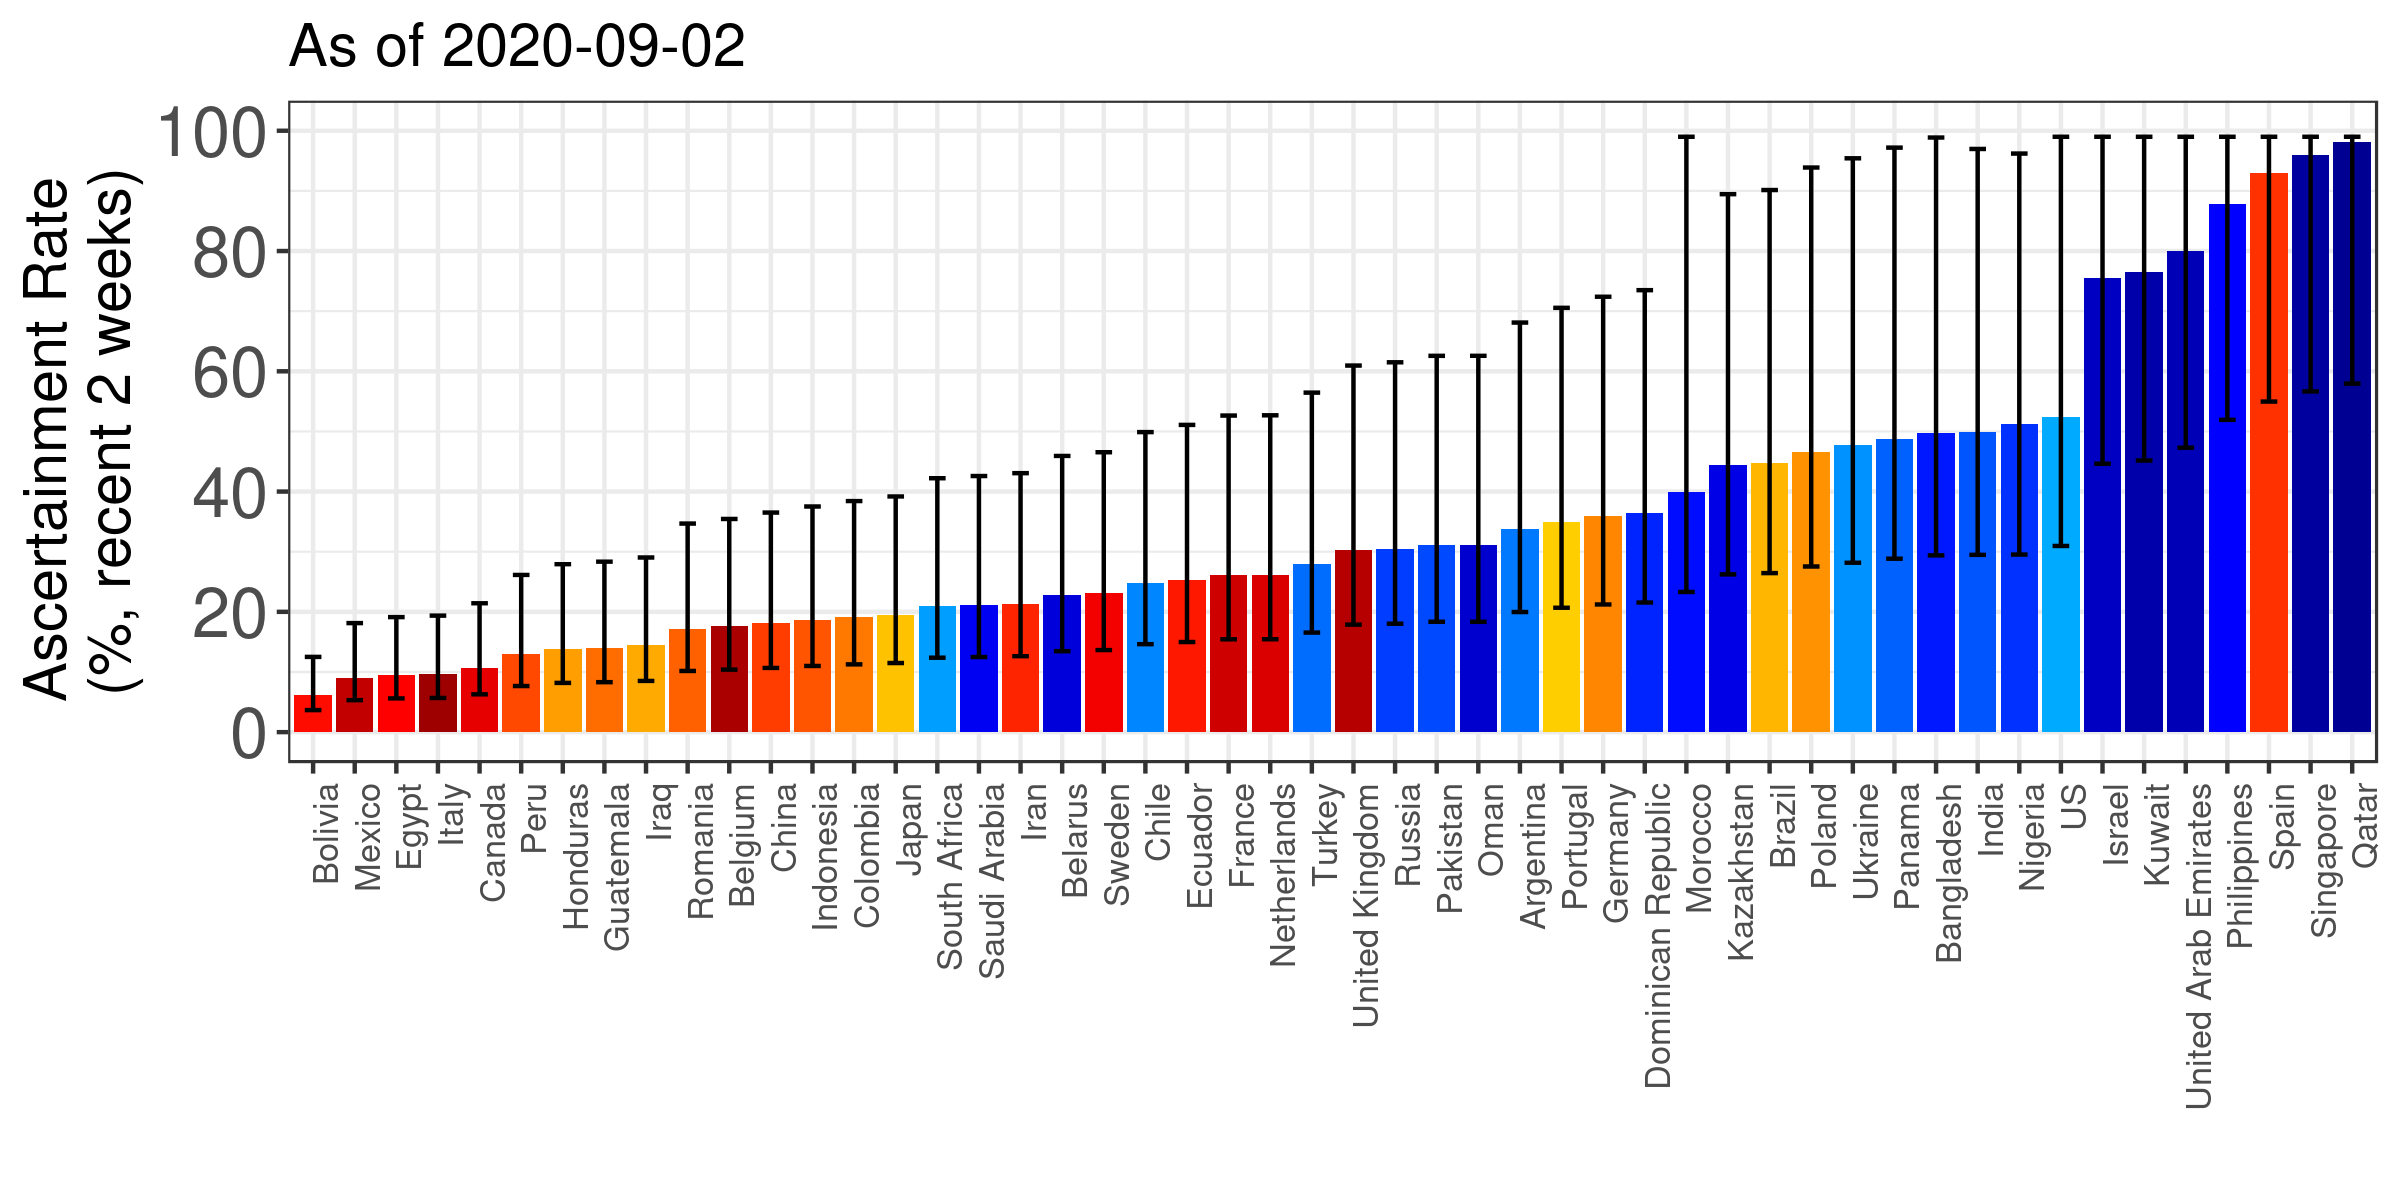 As of 2020-09-02
Ascertainment Rate
(%, recent 2 weeks)
100
80
60
40
20
0
Bolivia
Mexico
Egypt
Italy
Canada
Peru
Honduras
Guatemala
Iraq
Romania
Belgium
China
Indonesia
Colombia
Japan
South Africa
Saudi Arabia
Iran
Belarus
Sweden
Chile
Ecuador
France
Netherlands
Turkey
United Kingdom
Russia
Pakistan
Oman
Argentina
Portugal
Germany
Dominican Republic
Morocco
Kazakhstan
Brazil
Poland
Ukraine
Panama
Bangladesh
India
Nigeria
US
Israel
Kuwait
United Arab Emirates
Philippines
Spain
Singapore
Qatar